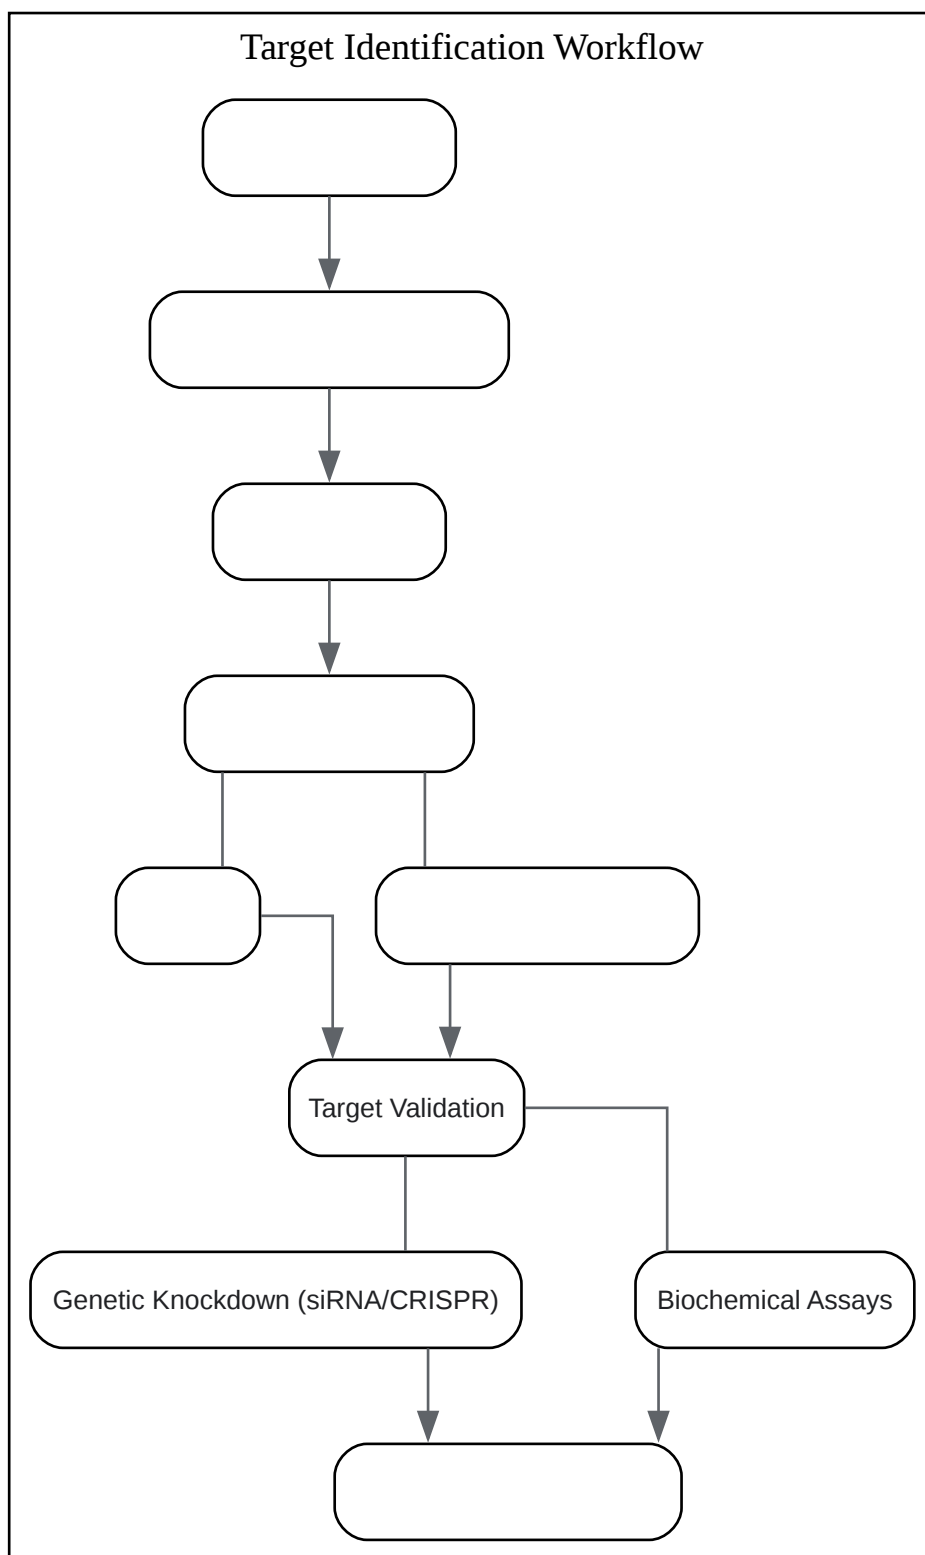 Target Identification Workflow
Target Validation
Genetic Knockdown (siRNA/CRISPR)
Biochemical Assays